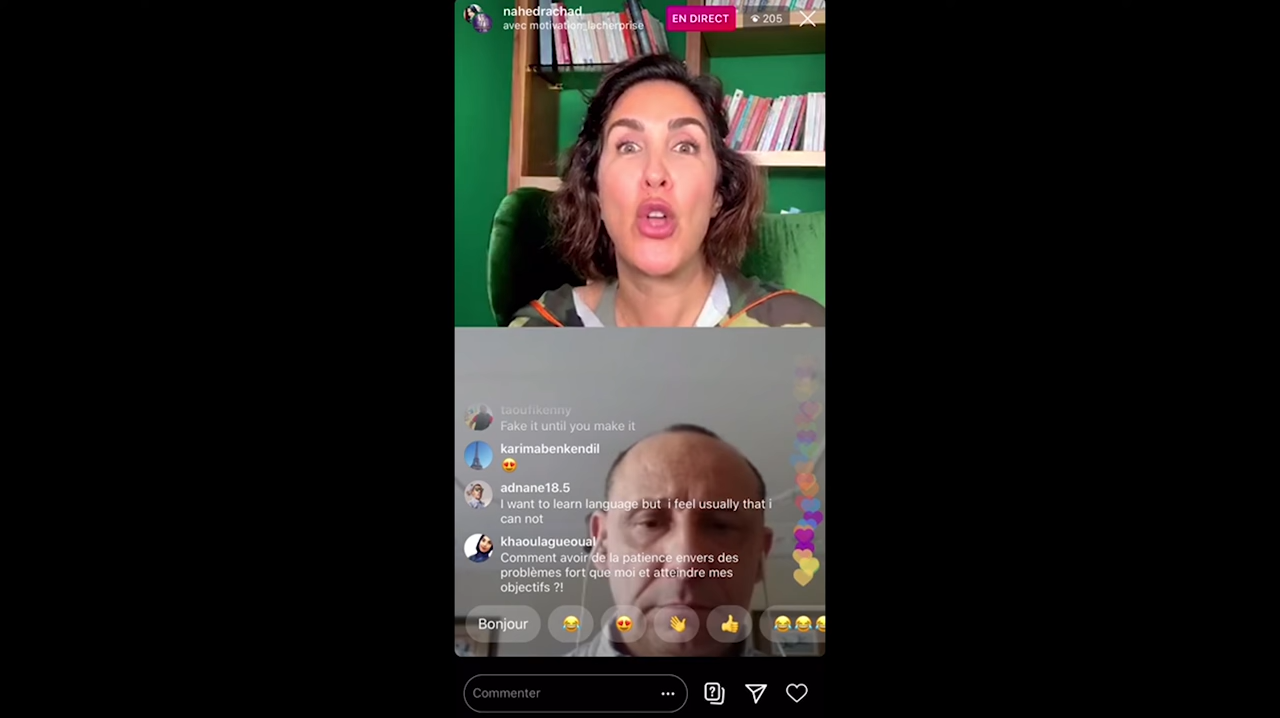 nahedrachad
avec motivation_lacherprise
EN DIRECT
205
taoufikenny
Fake it until you make it
karimabenkendil
😍
adnane18.5
I want to learn language but i feel usually that i
can not
khaoulagueoual
Comment avoir de la patience envers des
problèmes fort que moi et atteindre mes
objectifs ?!
Bonjour
Commenter